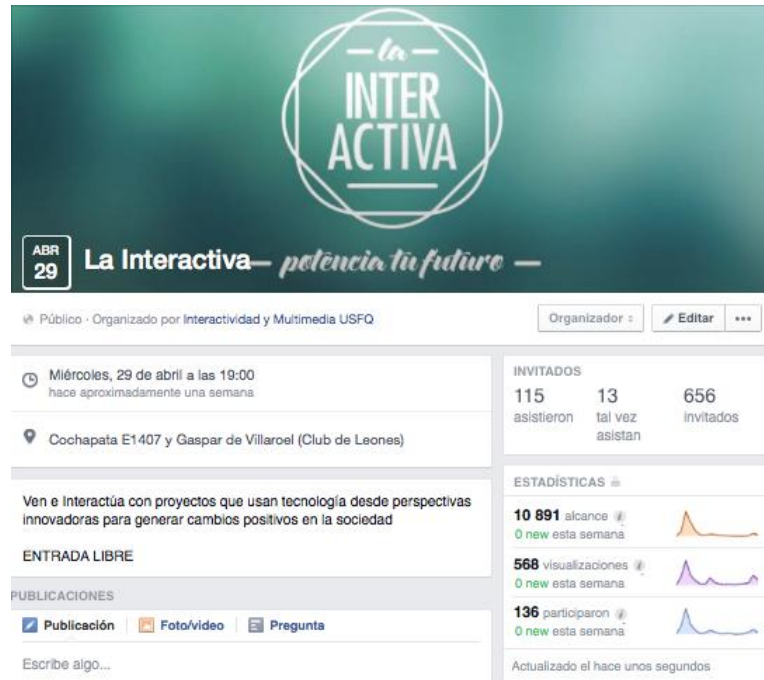 — la —
INTER
ACTIVA
ABR
29
La Interactiva
— potencia tu futuro —
Público · Organizado por Interactividad y Multimedia USFQ
Organizador
Editar
Miércoles, 29 de abril a las 19:00
hace aproximadamente una semana
Cochapata E1407 y Gaspar de Villaroel (Club de Leones)
Ven e Interactúa con proyectos que usan tecnología desde perspectivas
innovadoras para generar cambios positivos en la sociedad
ENTRADA LIBRE
PUBLICACIONES
Publicación
Foto/video
Pregunta
Escribe algo...
INVITADOS
115 13 656
asistieron tal vez invitados
asistan
ESTADÍSTICAS
10 891 alcance
0 new esta semana
568 visualizaciones
0 new esta semana
136 participaron
0 new esta semana
Actualizado el hace unos segundos